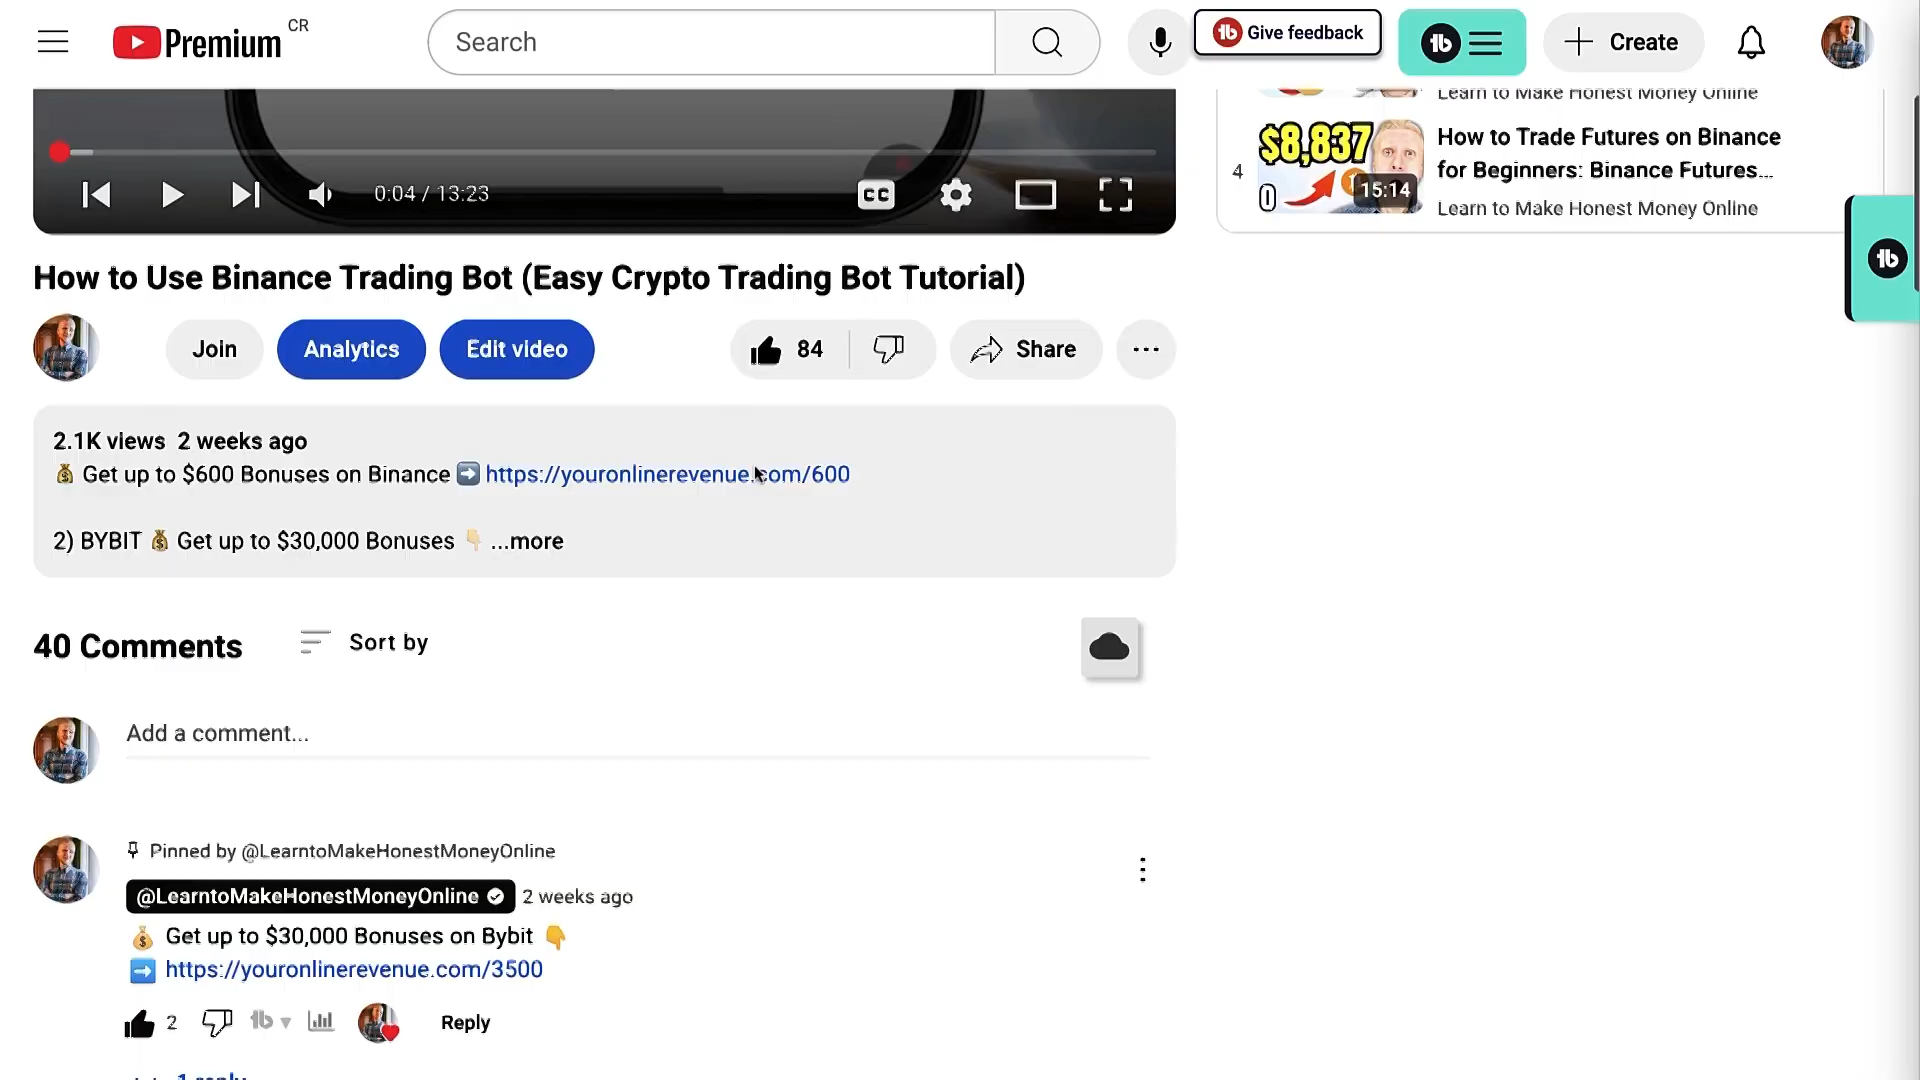 Premium CR
Search
Give feedback
Create
0:04 / 13:23
CC
Learn to Make Honest Money Online
4
$8,837
15:14
How to Trade Futures on Binance
for Beginners: Binance Futures...
Learn to Make Honest Money Online
How to Use Binance Trading Bot (Easy Crypto Trading Bot Tutorial)
Join
Analytics
Edit video
84
Share
2.1K views 2 weeks ago
💰 Get up to $600 Bonuses on Binance ➡️ https://youronlinerevenue.com/600
2) BYBIT 💰 Get up to $30,000 Bonuses 👇 ...more
40 Comments
Sort by
Add a comment...
Pinned by @LearntoMakeHonestMoneyOnline
@LearntoMakeHonestMoneyOnline 2 weeks ago
💰 Get up to $30,000 Bonuses on Bybit 👇
➡️ https://youronlinerevenue.com/3500
2
Reply
1 reply